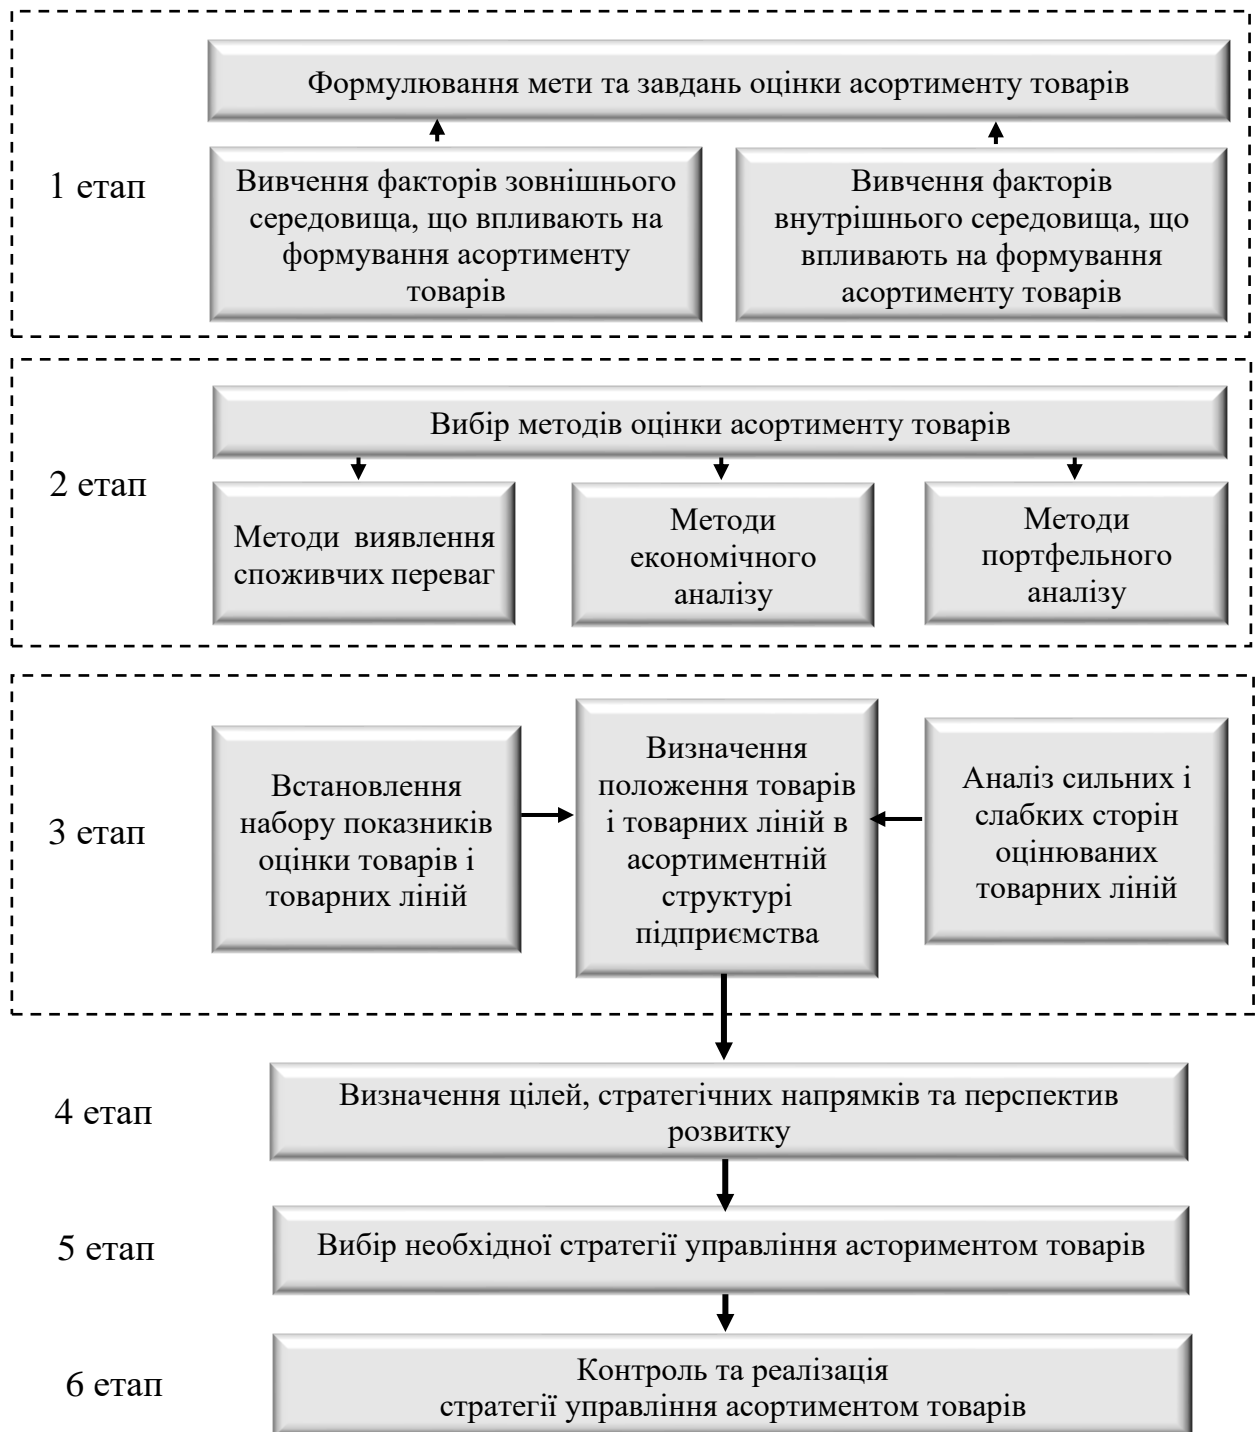 Формулювання мети та завдань оцінки асортименту товарів
1 етап
Вивчення факторів зовнішнього
середовища, що впливають на
формування асортименту
товарів
Вивчення факторів
внутрішнього середовища, що
впливають на формування
асортименту товарів
Вибір методів оцінки асортименту товарів
2 етап
Методи виявлення
споживчих переваг
Методи
економічного
аналізу
Методи
портфельного
аналізу
3 етап
Встановлення
набору показників
оцінки товарів і
товарних ліній
Визначення
положення товарів
і товарних ліній в
асортиментній
структурі
підприємства
Аналіз сильних і
слабких сторін
оцінюваних
товарних ліній
4 етап
Визначення цілей, стратегічних напрямків та перспектив
розвитку
5 етап
Вибір необхідної стратегії управління асториментом товарів
6 етап
Контроль та реалізація
стратегії управління асортиментом товарів